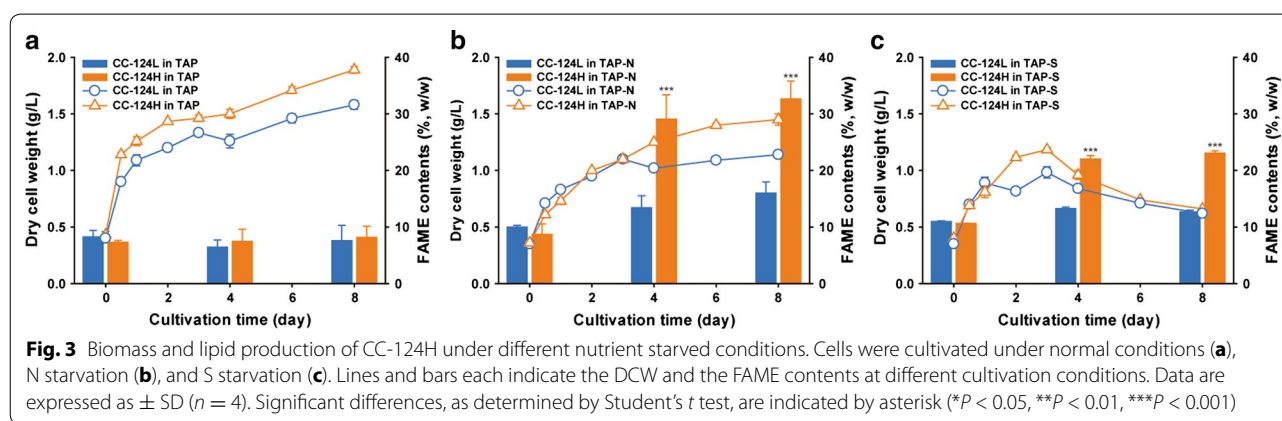 a
CC-124L in TAP
CC-124H in TAP
CC-124L in TAP
CC-124H in TAP
2.0
1.5
1.0
0.5
0.0
Dry cell weight (g/L)
40
30
20
10
0
FAME contents (%, w/w)
0 2 4 6 8
Cultivation time (day)
b
CC-124L in TAP-N
CC-124H in TAP-N
CC-124L in TAP-N
CC-124H in TAP-N
***
***
2.0
1.5
1.0
0.5
0.0
Dry cell weight (g/L)
40
30
20
10
0
FAME contents (%, w/w)
0 2 4 6 8
Cultivation time (day)
c
CC-124L in TAP-S
CC-124H in TAP-S
CC-124L in TAP-S
CC-124H in TAP-S
***
***
2.0
1.5
1.0
0.5
0.0
Dry cell weight (g/L)
40
30
20
10
0
FAME contents (%, w/w)
0 2 4 6 8
Cultivation time (day)
Fig. 3 Biomass and lipid production of CC-124H under different nutrient starved conditions. Cells were cultivated under normal conditions (a),
N starvation (b), and S starvation (c). Lines and bars each indicate the DCW and the FAME contents at different cultivation conditions. Data are
expressed as ± SD (n = 4). Significant differences, as determined by Student's t test, are indicated by asterisk (*P < 0.05, **P < 0.01, ***P < 0.001)